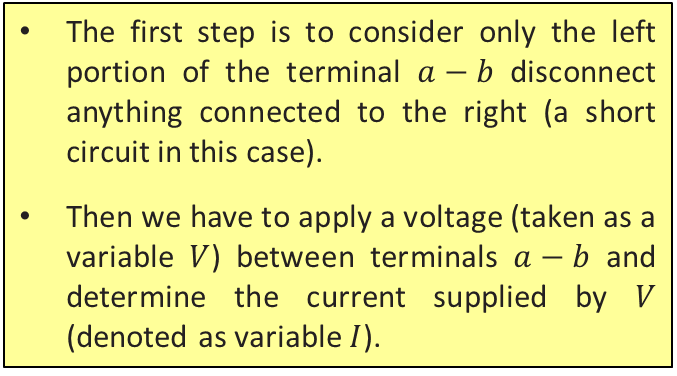 • The first step is to consider only the left
portion of the terminal a − b disconnect
anything connected to the right (a short
circuit in this case).
• Then we have to apply a voltage (taken as a
variable V) between terminals a − b and
determine the current supplied by V
(denoted as variable I).